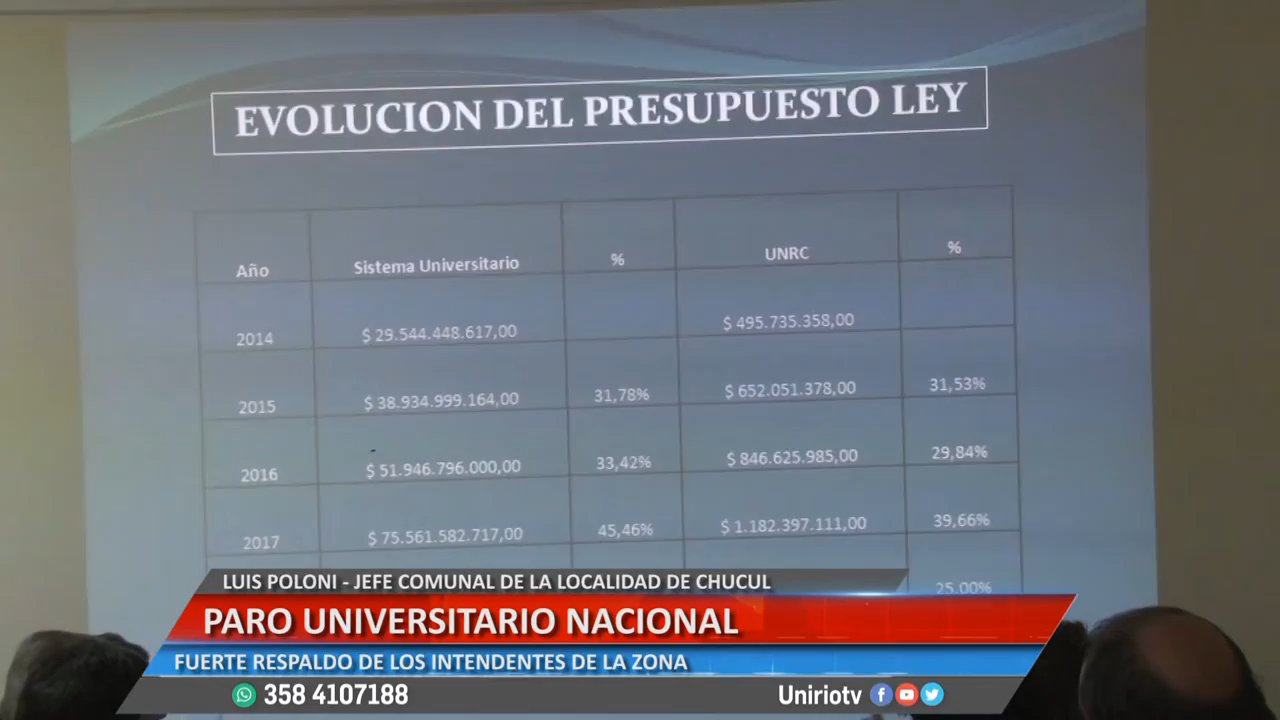 EVOLUCION DEL PRESUPUESTO LEY
Año Sistema Universitario % UNRC %
2014 $ 29.544.448.617,00 $ 495.735.358,00
2015 $ 38.934.999.164,00 31,78% $ 652.051.378,00 31,53%
2016 $ 51.946.796.000,00 33,42% $ 846.625.985,00 29,84%
2017 $ 75.561.582.717,00 45,46% $ 1.182.397.111,00 39,66%
25,00%
LUIS POLONI - JEFE COMUNAL DE LA LOCALIDAD DE CHUCUL
PARO UNIVERSITARIO NACIONAL
FUERTE RESPALDO DE LOS INTENDENTES DE LA ZONA
358 4107188 Uniriotv